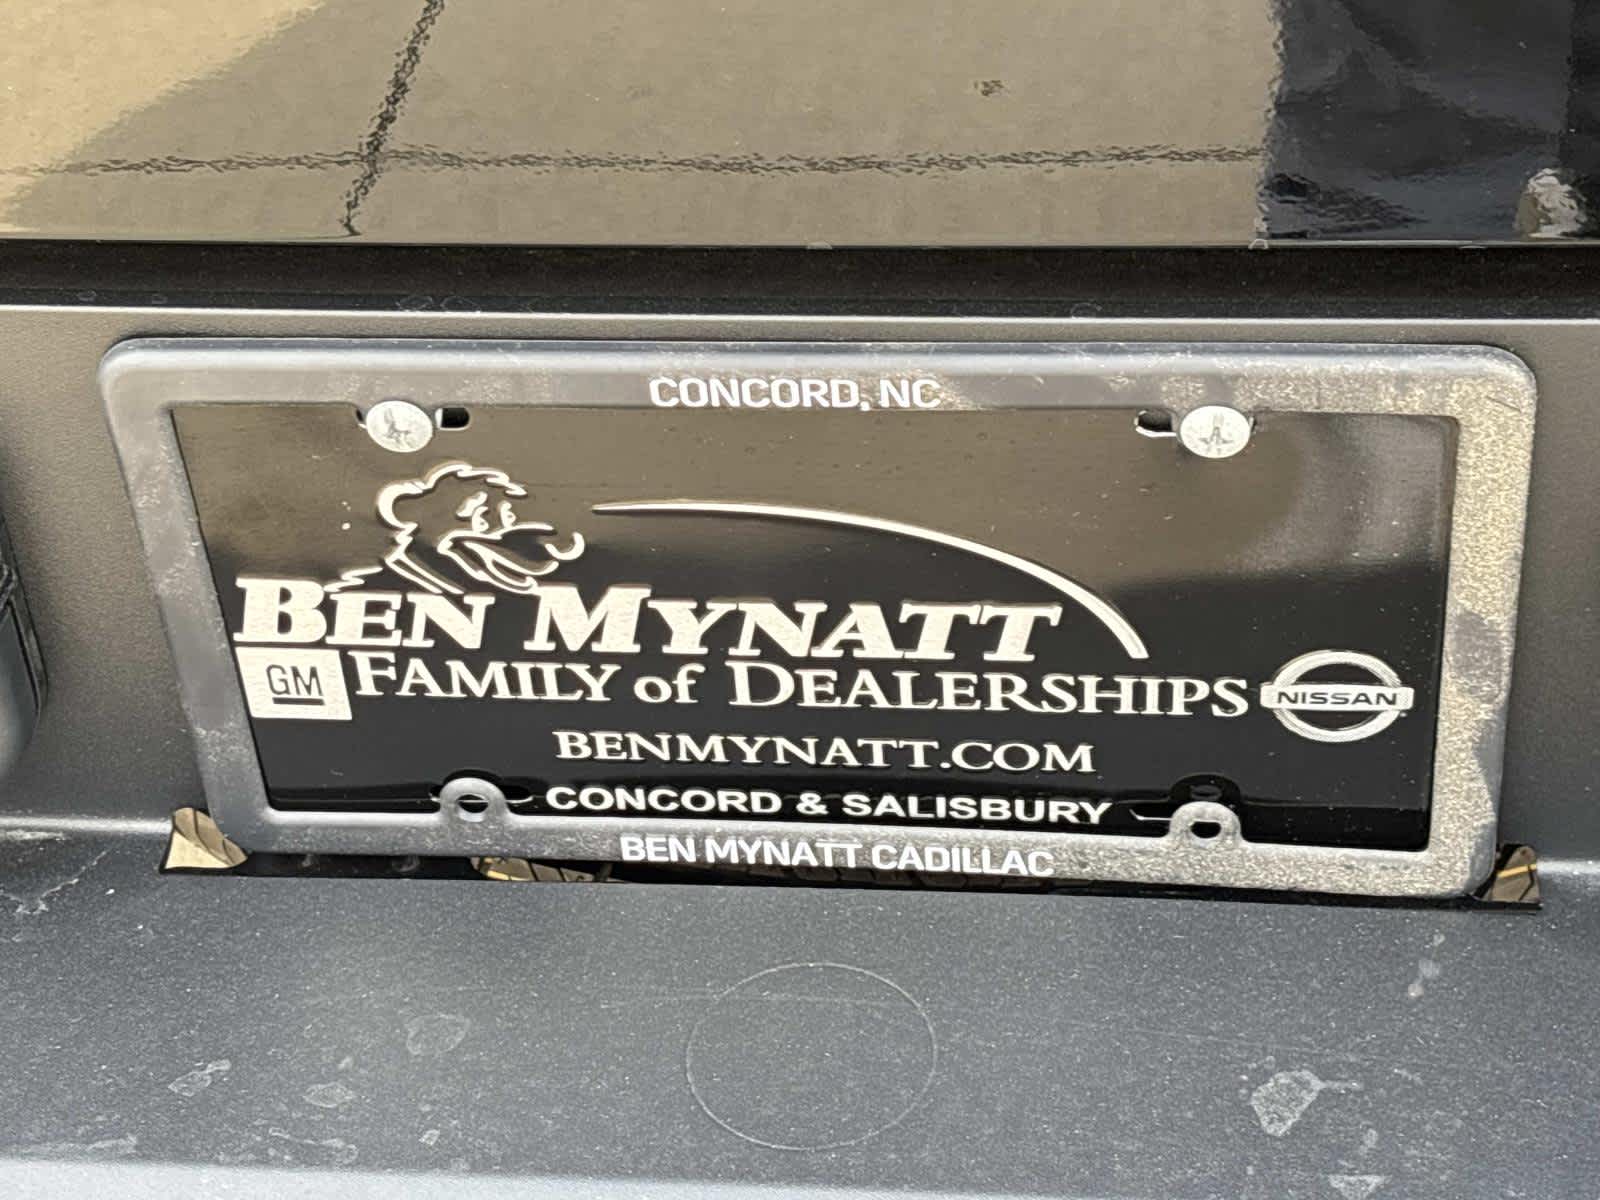 CONCORD, NC
BEN MYNATT
GM FAMILY of DEALERSHIPS NISSAN
BENMYNATT.COM
CONCORD & SALISBURY
BEN MYNATT CADILLAC